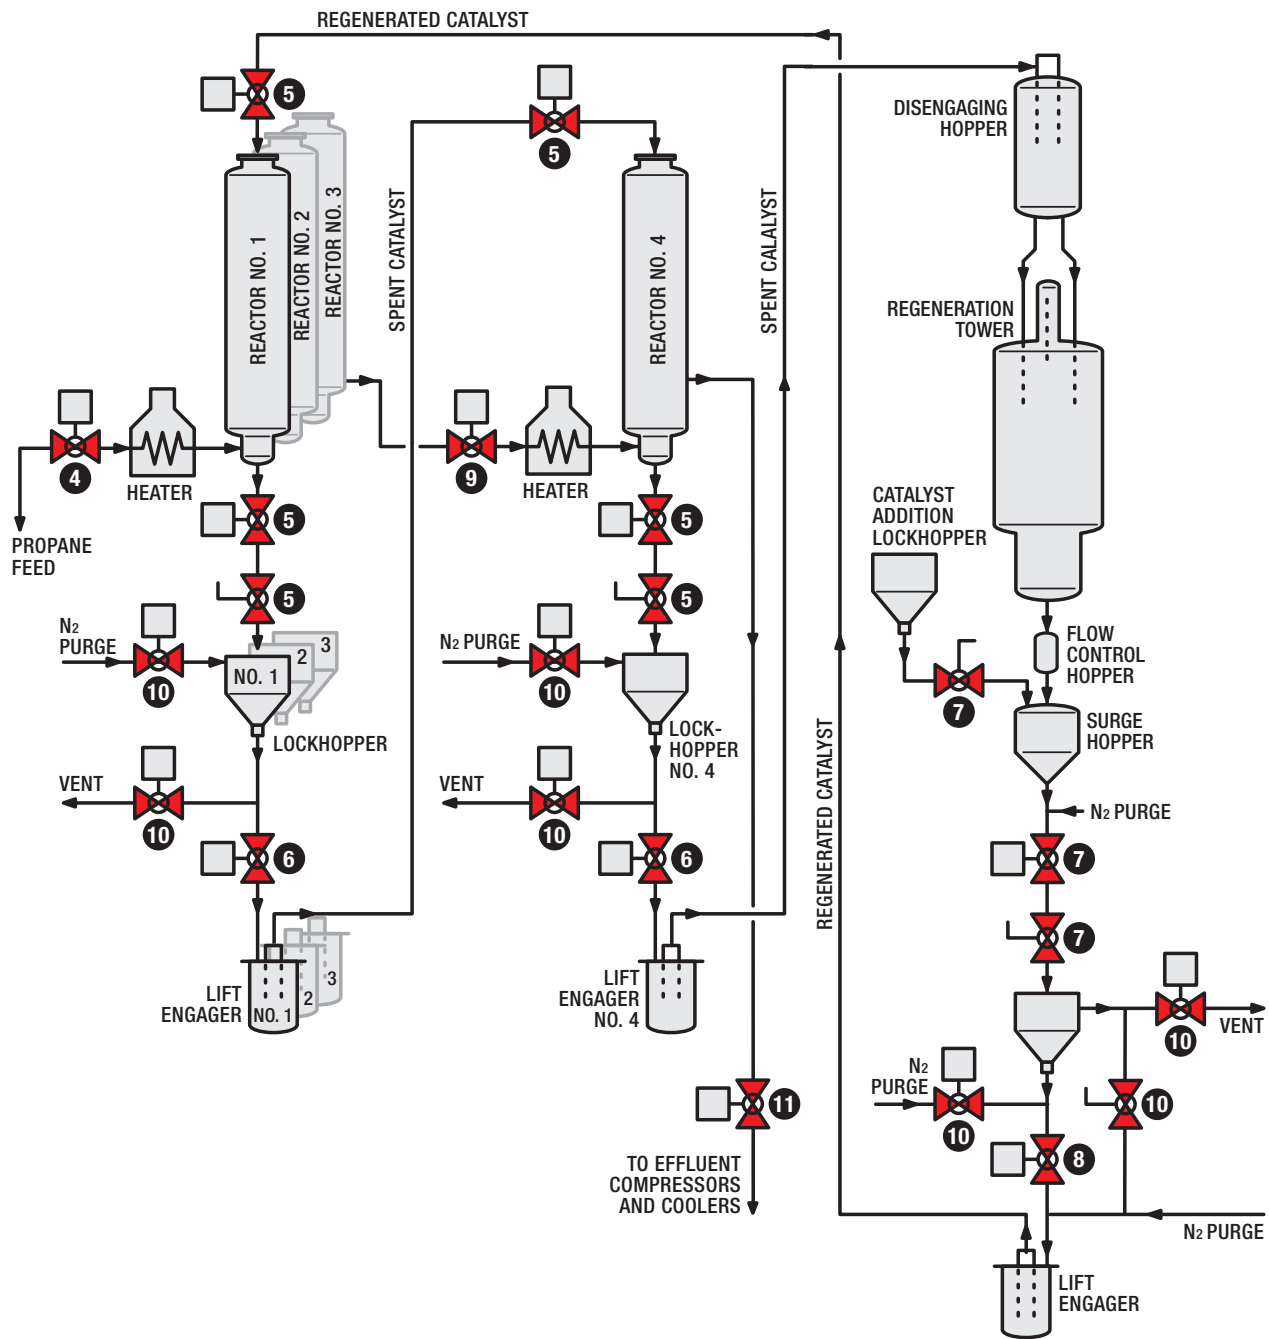 REGENERATED CATALYST
5
5
DISENGAGING
HOPPER
REACTOR NO. 1
REACTOR NO. 2
REACTOR NO. 3
SPENT CATALYST
REACTOR NO. 4
SPENT CALALYST
REGENERATION
TOWER
4
HEATER
9
HEATER
PROPANE
FEED
5
5
CATALYST
ADDITION
LOCKHOPPER
5
5
N2
PURGE
10
NO. 1
2
3
LOCKHOPPER
N2 PURGE
10
LOCK-
HOPPER
NO. 4
7
FLOW
CONTROL
HOPPER
SURGE
HOPPER
VENT
10
VENT
10
N2 PURGE
6
6
REGENERATED CATALYST
7
7
LIFT
ENGAGER
NO. 1
2
3
LIFT
ENGAGER
NO. 4
10
VENT
N2
PURGE
10
10
11
8
TO EFFLUENT
COMPRESSORS
AND COOLERS
N2 PURGE
LIFT
ENGAGER